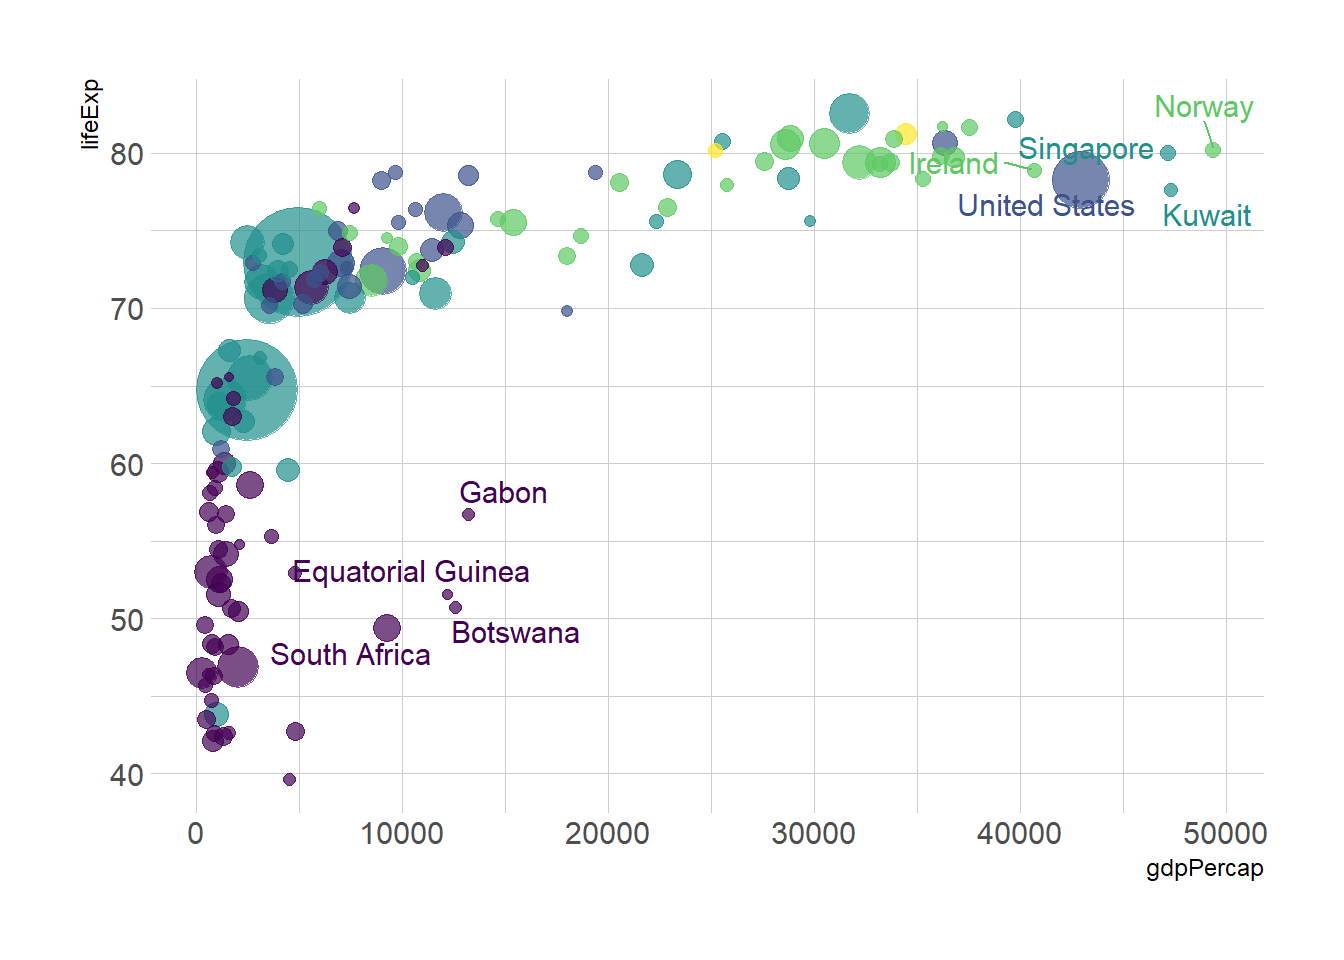 lifeExp
Norway
80
Singapore
Ireland
United States
Kuwait
70
60
Gabon
Equatorial Guinea
50
Botswana
South Africa
40
0 10000 20000 30000 40000 50000
gdpPercap